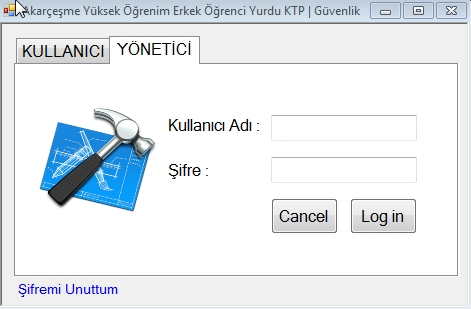 Akarçeşme Yüksek Öğrenim Erkek Öğrenci Yurdu KTP | Güvenlik
KULLANICI YÖNETİCİ
Kullanıcı Adı :
Şifre :
Cancel Log in
Şifremi Unuttum